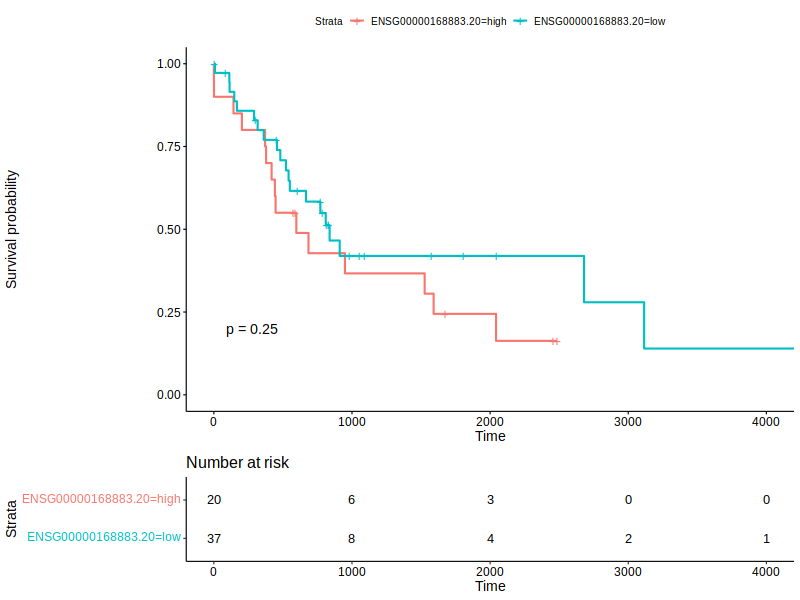 Strata ENSG00000168883.20=high ENSG00000168883.20=low
Survival probability
1.00
0.75
0.50
0.25
0.00
p = 0.25
0 1000 2000 3000 4000
Time
Number at risk
Strata
ENSG00000168883.20=high 20 6 3 0 0
ENSG00000168883.20=low 37 8 4 2 1
0 1000 2000 3000 4000
Time